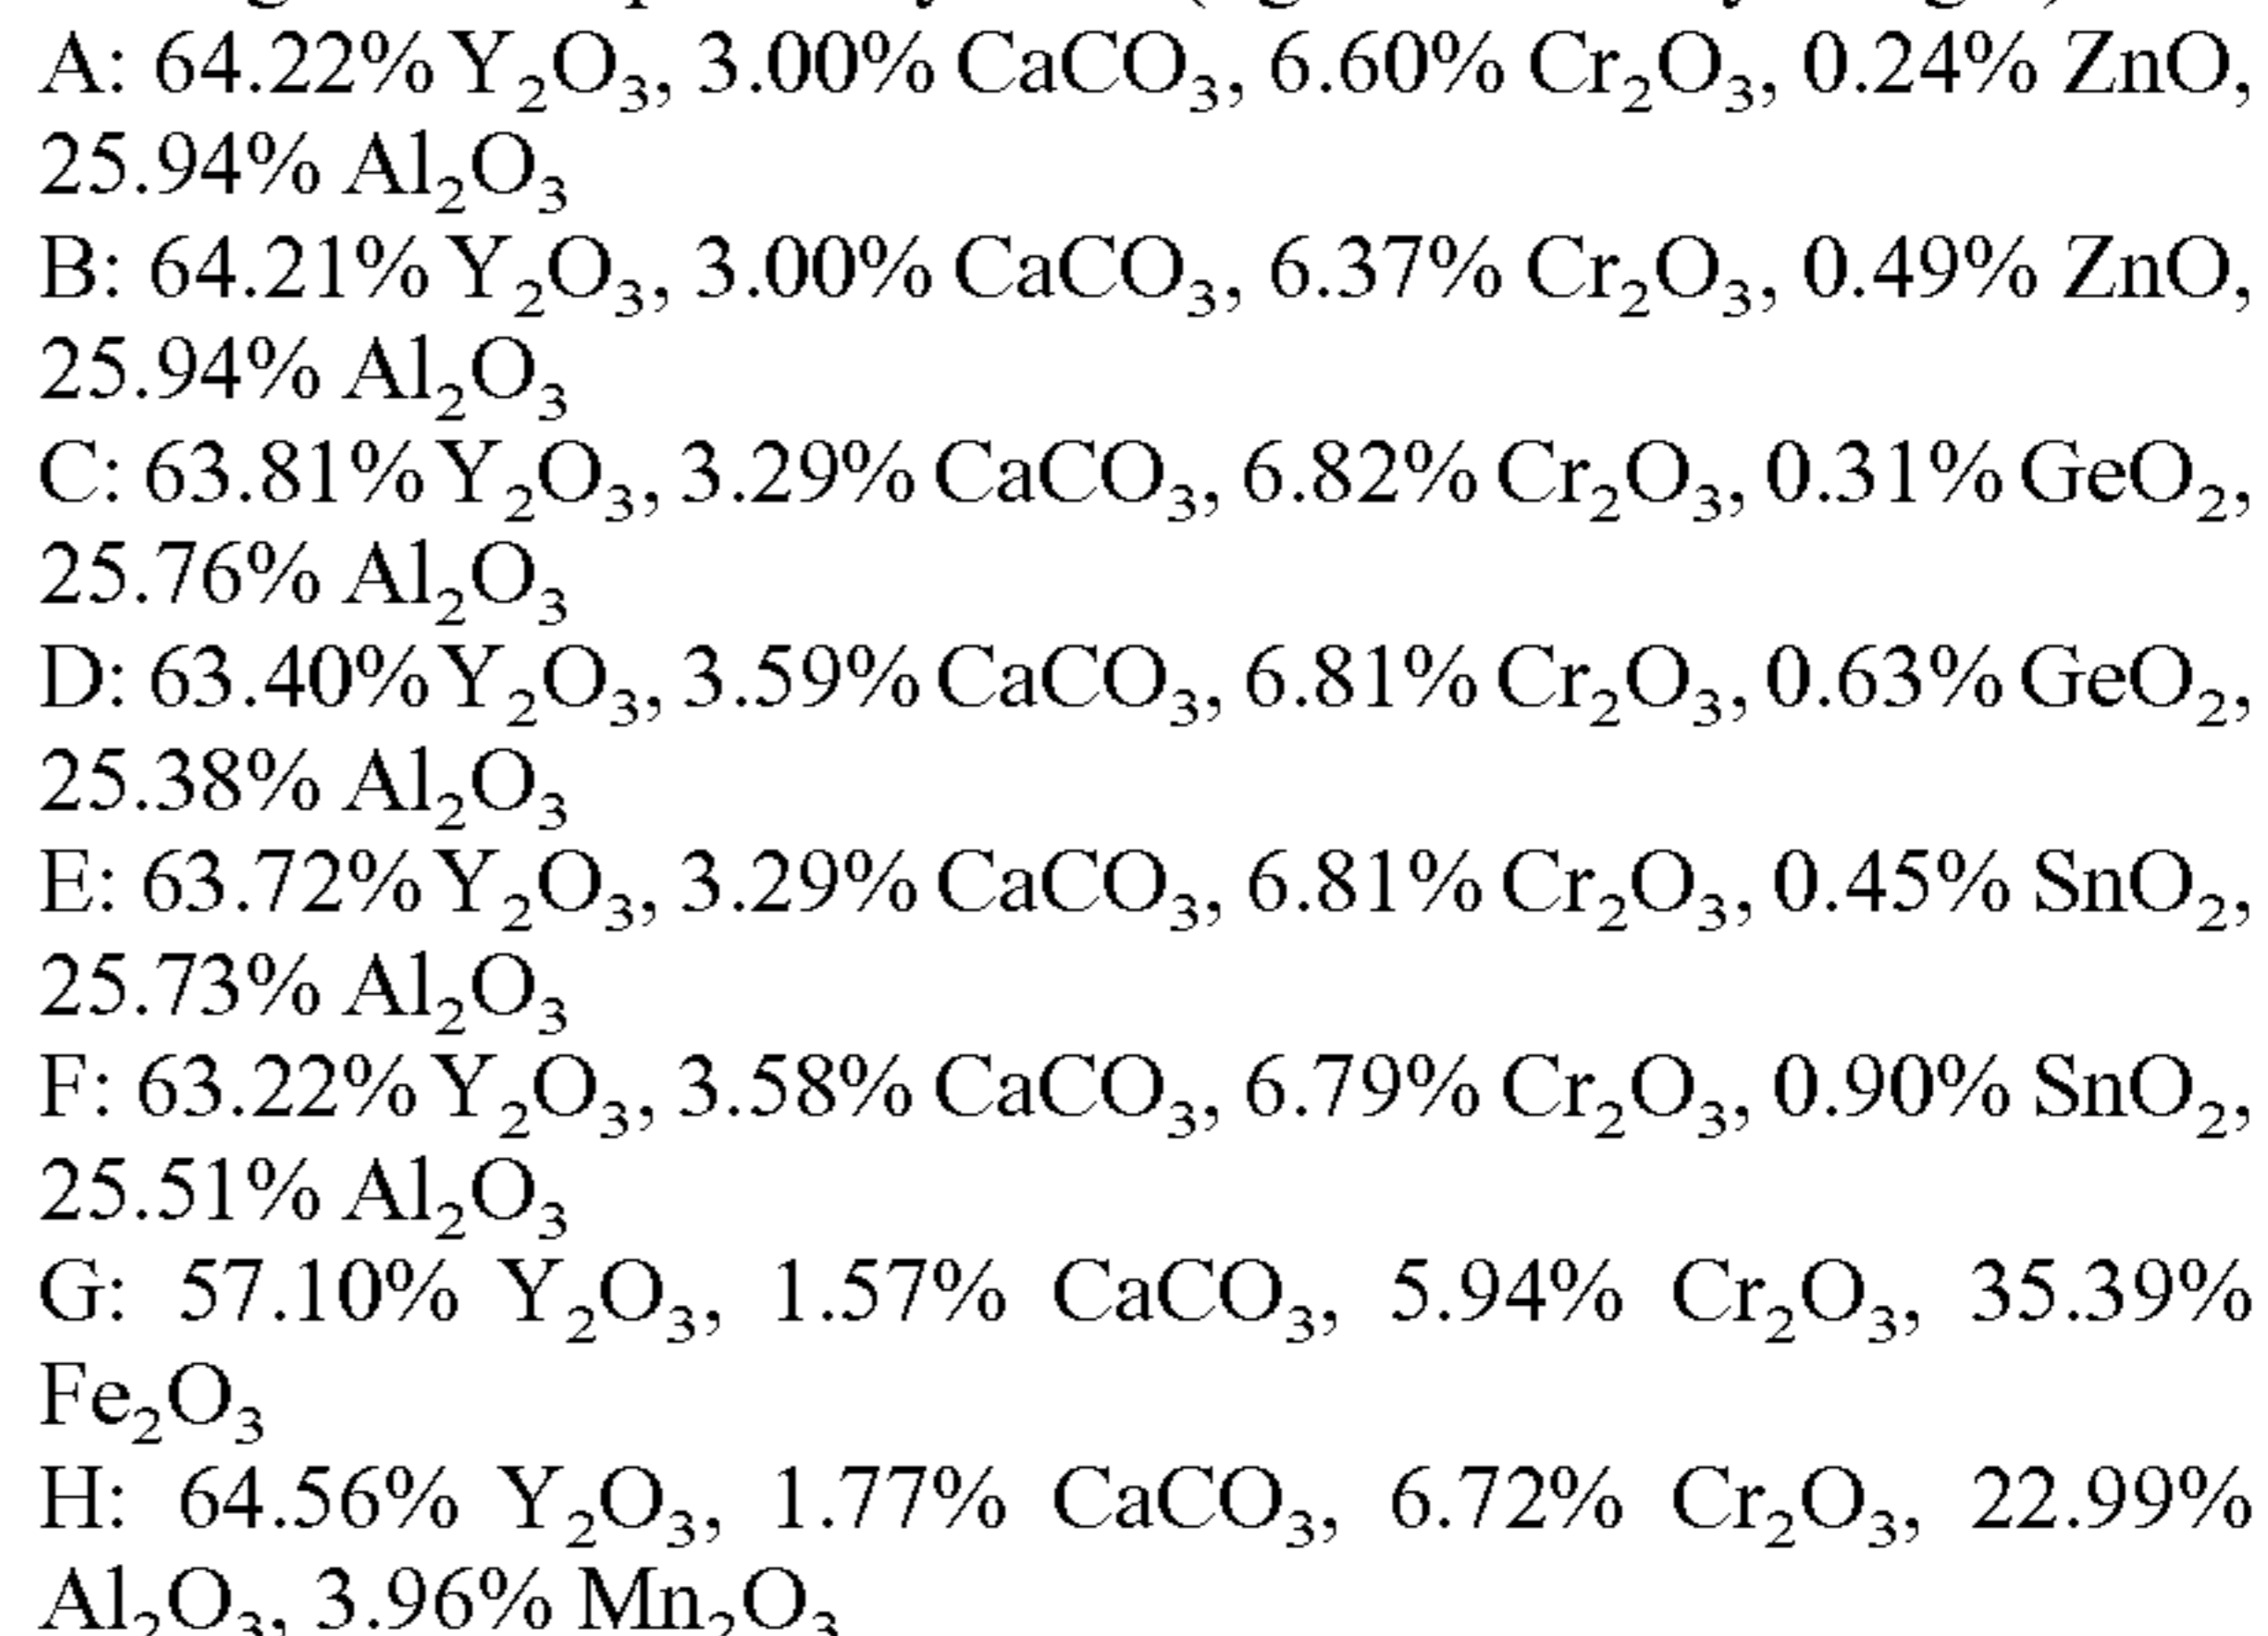 A: 64.22% Y₂O₃, 3.00% CaCO₃, 6.60% Cr₂O₃, 0.24% ZnO,
25.94% Al₂O₃
B: 64.21% Y₂O₃, 3.00% CaCO₃, 6.37% Cr₂O₃, 0.49% ZnO,
25.94% Al₂O₃
C: 63.81% Y₂O₃, 3.29% CaCO₃, 6.82% Cr₂O₃, 0.31% GeO₂,
25.76% Al₂O₃
D: 63.40% Y₂O₃, 3.59% CaCO₃, 6.81% Cr₂O₃, 0.63% GeO₂,
25.38% Al₂O₃
E: 63.72% Y₂O₃, 3.29% CaCO₃, 6.81% Cr₂O₃, 0.45% SnO₂,
25.73% Al₂O₃
F: 63.22% Y₂O₃, 3.58% CaCO₃, 6.79% Cr₂O₃, 0.90% SnO₂,
25.51% Al₂O₃
G: 57.10% Y₂O₃, 1.57% CaCO₃, 5.94% Cr₂O₃, 35.39%
Fe₂O₃
H: 64.56% Y₂O₃, 1.77% CaCO₃, 6.72% Cr₂O₃, 22.99%
Al₂O₃, 3.96% Mn₂O₃